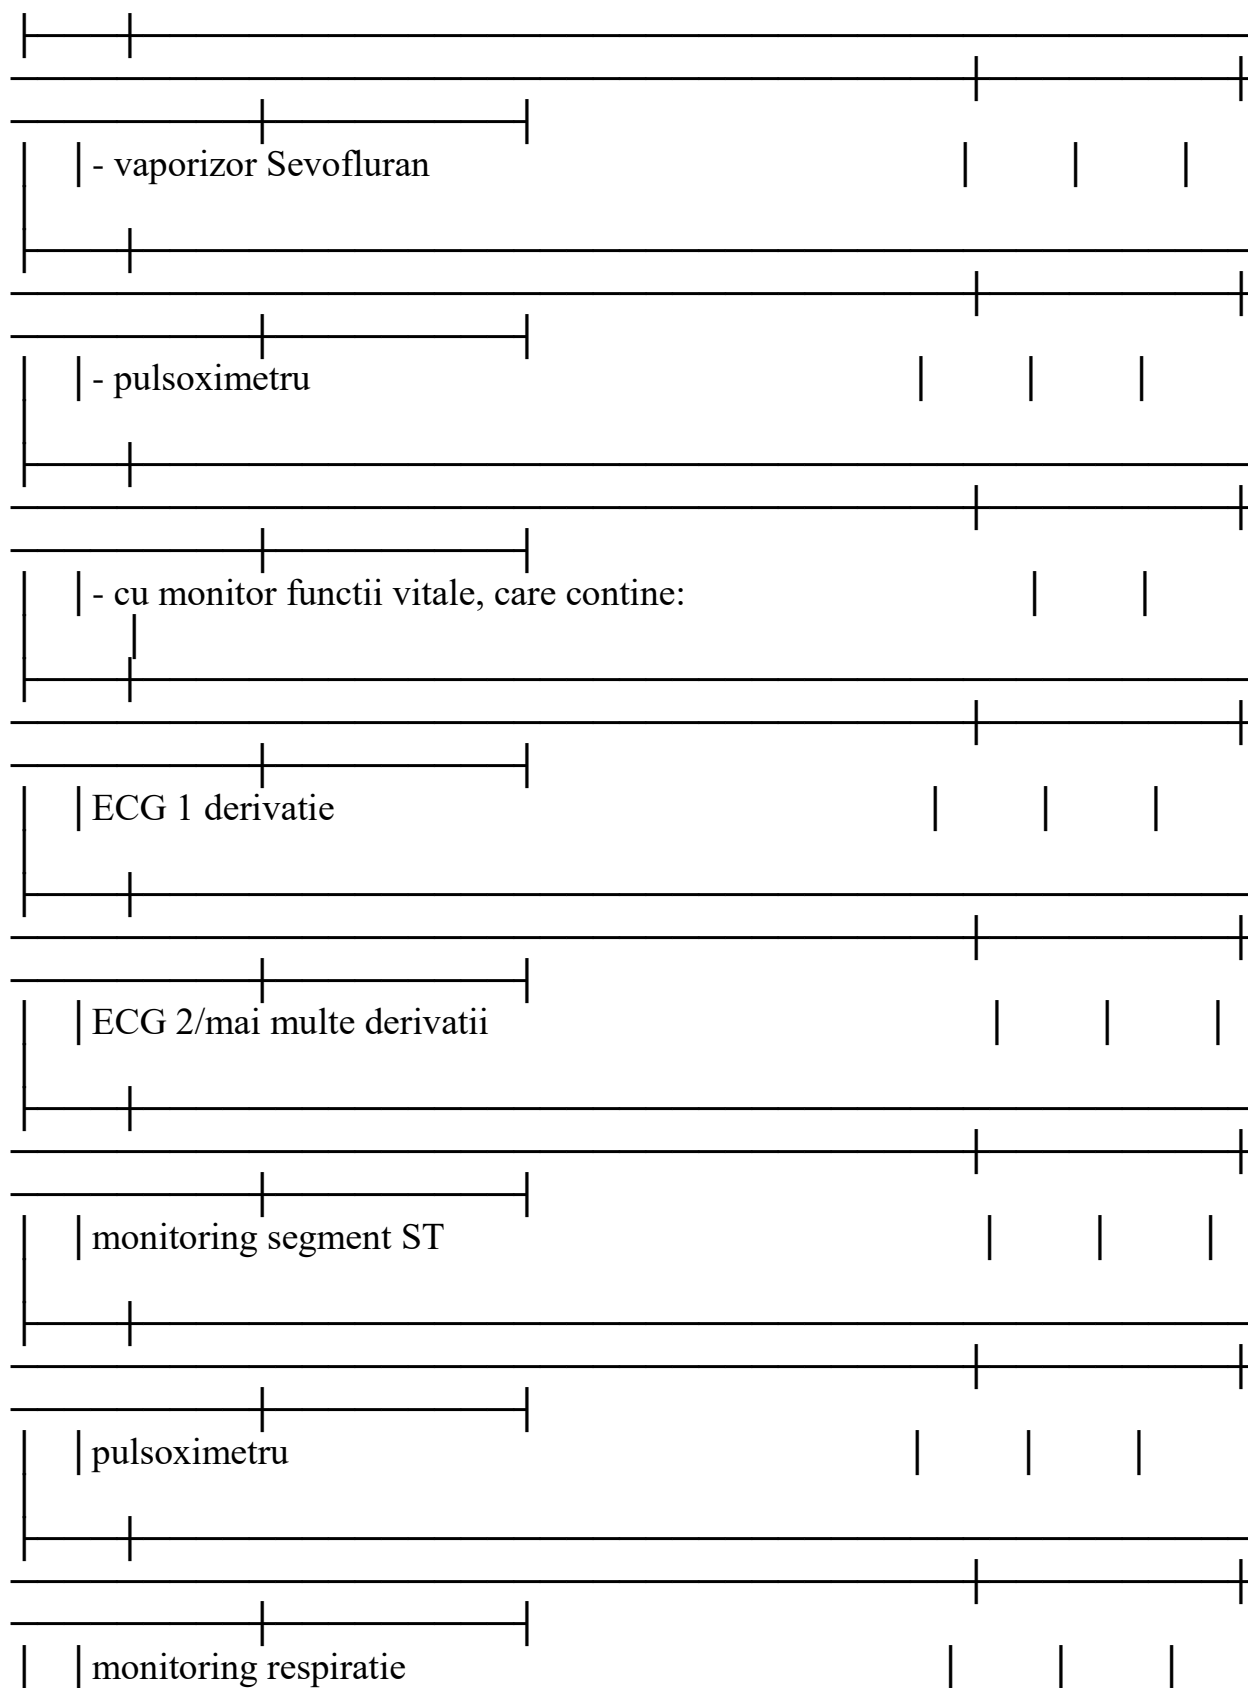 - vaporizor Sevofluran
- pulsoximetru
- cu monitor functii vitale, care contine:
ECG 1 derivatie
ECG 2/mai multe derivatii
monitoring segment ST
pulsoximetru
monitoring respiratie